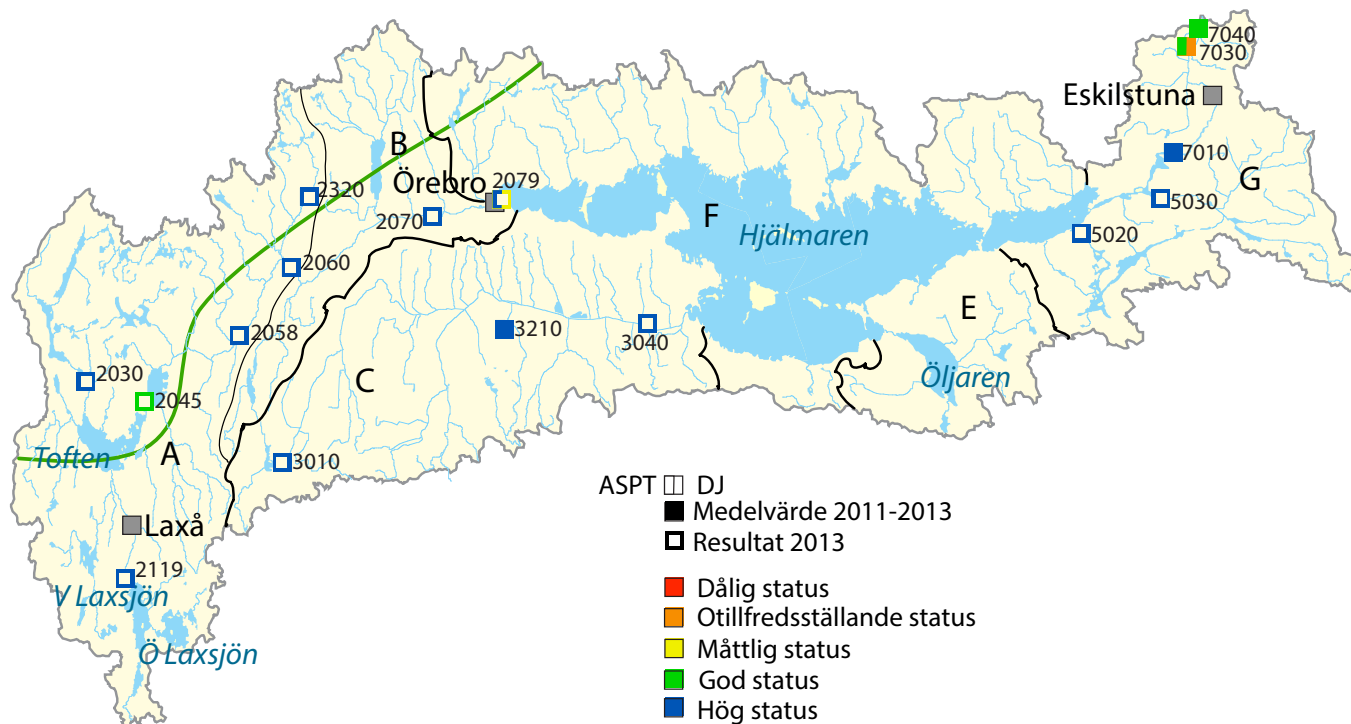 7040
7030
Eskilstuna
B
7010
Örebro
2079
G
2320
5030
2070
F
Hjälmaren
5020
2060
E
3210
2058
3040
C
Öljaren
2030
2045
A
Toften
3010
ASPT DJ
Medelvärde 2011-2013
Laxå
Resultat 2013
2119
Dålig status
V Laxsjön
Otillfredsställande status
Måttlig status
Ö Laxsjön
God status
Hög status